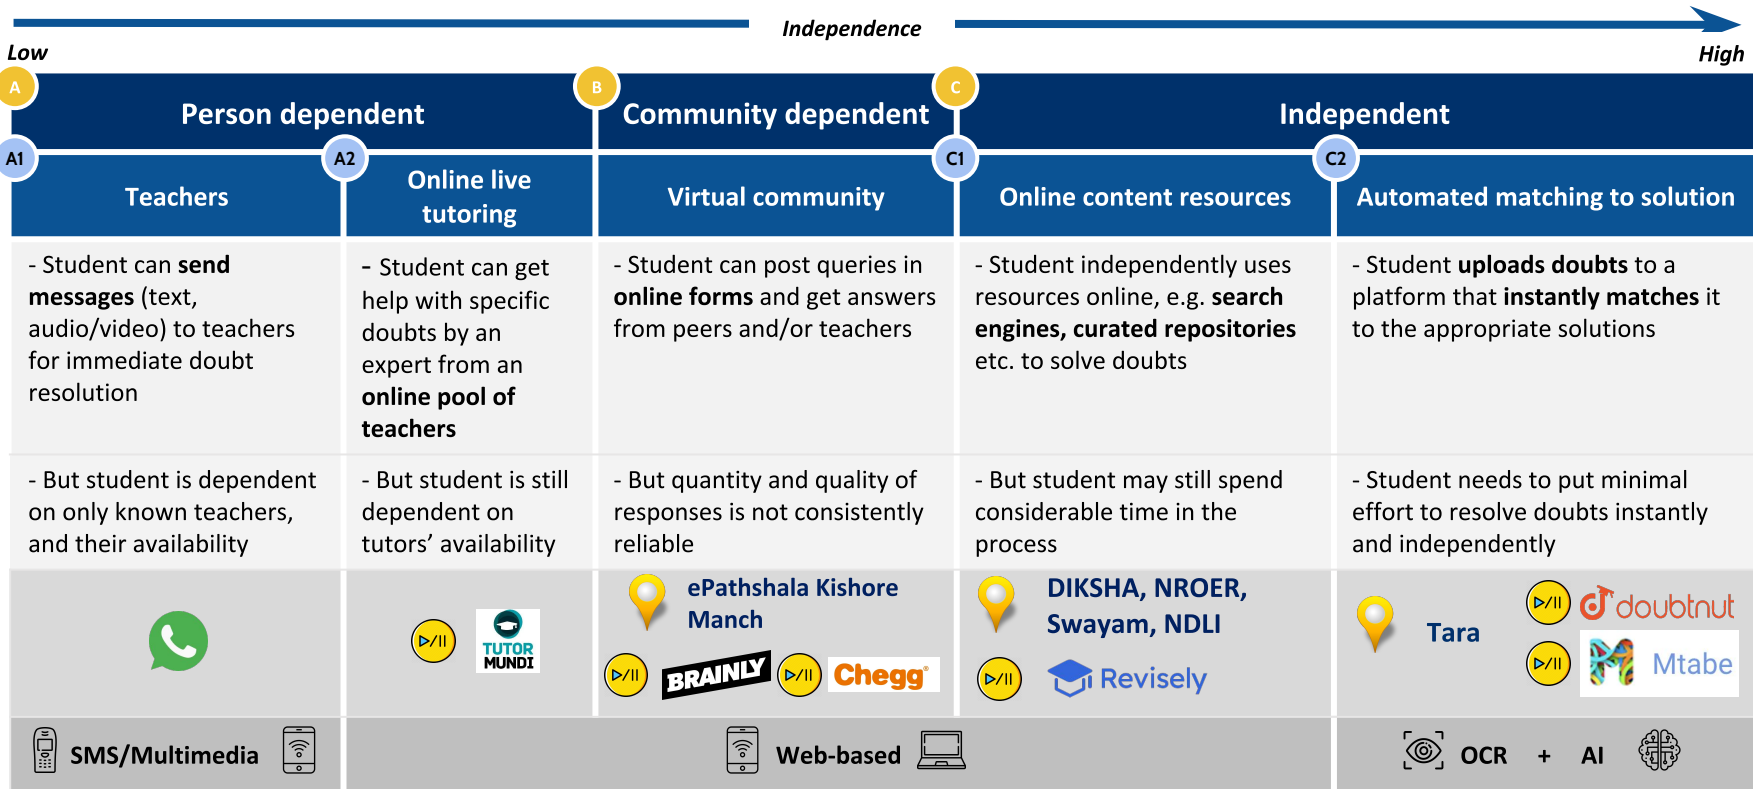 Independence
Low
High
A
B
C
Person dependent
Community dependent
Independent
A1
A2
C1
C2
Teachers
Online live
tutoring
Virtual community
Online content resources
Automated matching to solution
- Student can send
messages (text,
audio/video) to teachers
for immediate doubt
resolution
- Student can get
help with specific
doubts by an
expert from an
online pool of
teachers
- Student can post queries in
online forms and get answers
from peers and/or teachers
- Student independently uses
resources online, e.g. search
engines, curated repositories
etc. to solve doubts
- Student uploads doubts to a
platform that instantly matches it
to the appropriate solutions
- But student is dependent
on only known teachers,
and their availability
- But student is still
dependent on
tutors’ availability
- But quantity and quality of
responses is not consistently
reliable
- But student may still spend
considerable time in the
process
- Student needs to put minimal
effort to resolve doubts instantly
and independently
TUTOR
MUNDI
ePathshala Kishore
Manch
BRAINLY
Chegg®
DIKSHA, NROER,
Swayam, NDLI
Revisely
Tara
doubtnut
Mtabe
SMS/Multimedia
Web-based
OCR + AI